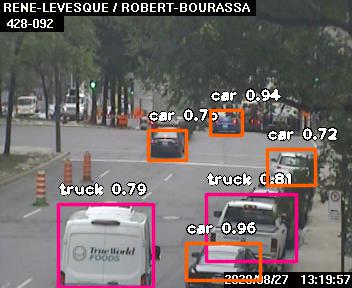 RENE-LEVESQUE / ROBERT-BOURASSA
428-092
car 0.94
car 0.75
car 0.72
truck 0.79
truck 0.81
TrueWorld
FOODS
car 0.96
2020/08/27 13:19:57